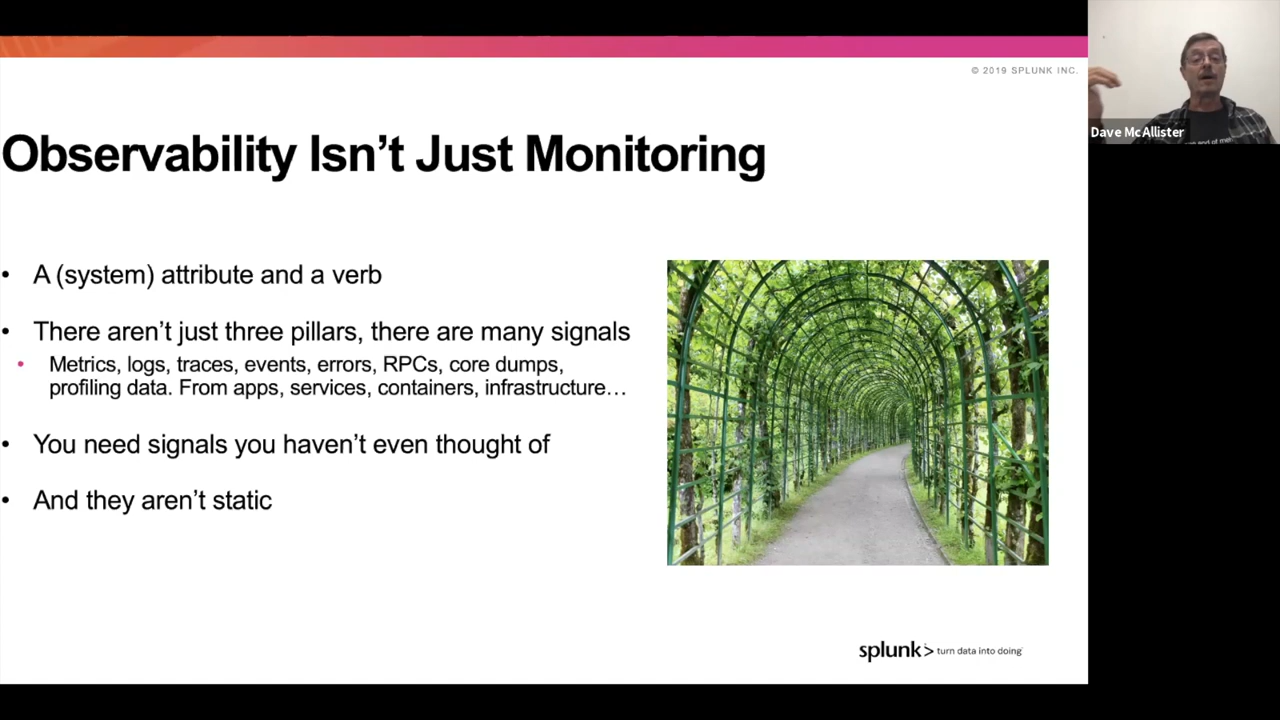 © 2019 SPLUNK INC.
Dave McAllister
Observability Isn’t Just Monitoring
• A (system) attribute and a verb
• There aren’t just three pillars, there are many signals
• Metrics, logs, traces, events, errors, RPCs, core dumps,
profiling data. From apps, services, containers, infrastructure…
• You need signals you haven’t even thought of
• And they aren’t static
splunk> turn data into doing